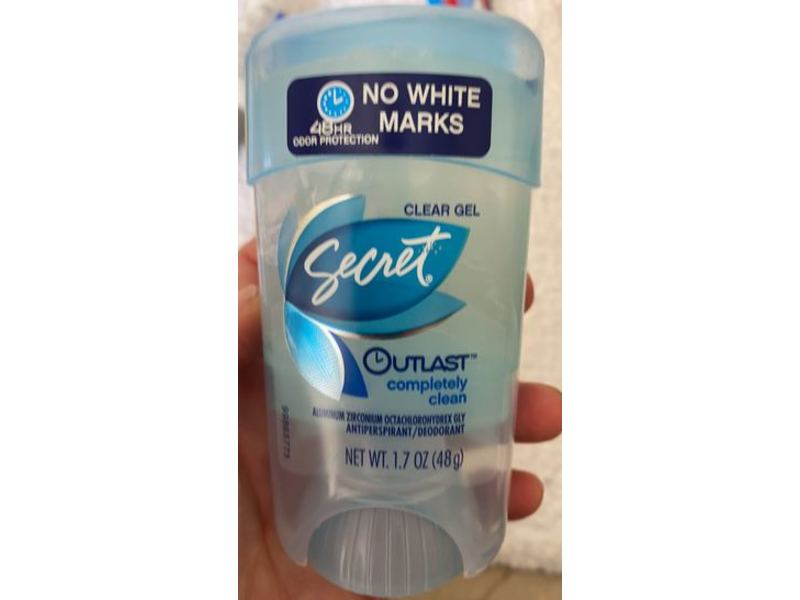 NO WHITE
MARKS
48HR
ODOR PROTECTION
CLEAR GEL
Secret®
OUTLAST™
completely
clean
ALUMINUM ZIRCONIUM OCTACHLOROHYDREX GLY
ANTIPERSPIRANT/DEODORANT
NET WT. 1.7 OZ (48 g)